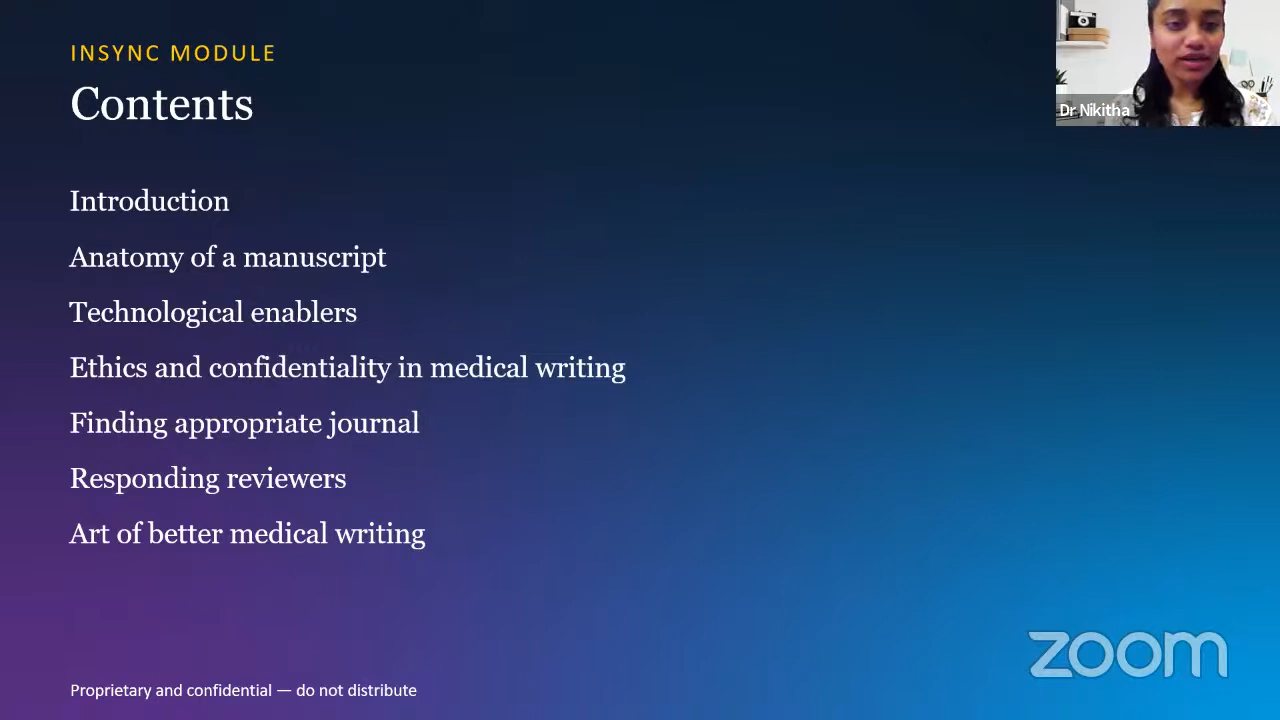 INSYNC MODULE
Contents
Dr Nikitha
Introduction
Anatomy of a manuscript
Technological enablers
Ethics and confidentiality in medical writing
Finding appropriate journal
Responding reviewers
Art of better medical writing
zoom
Proprietary and confidential — do not distribute